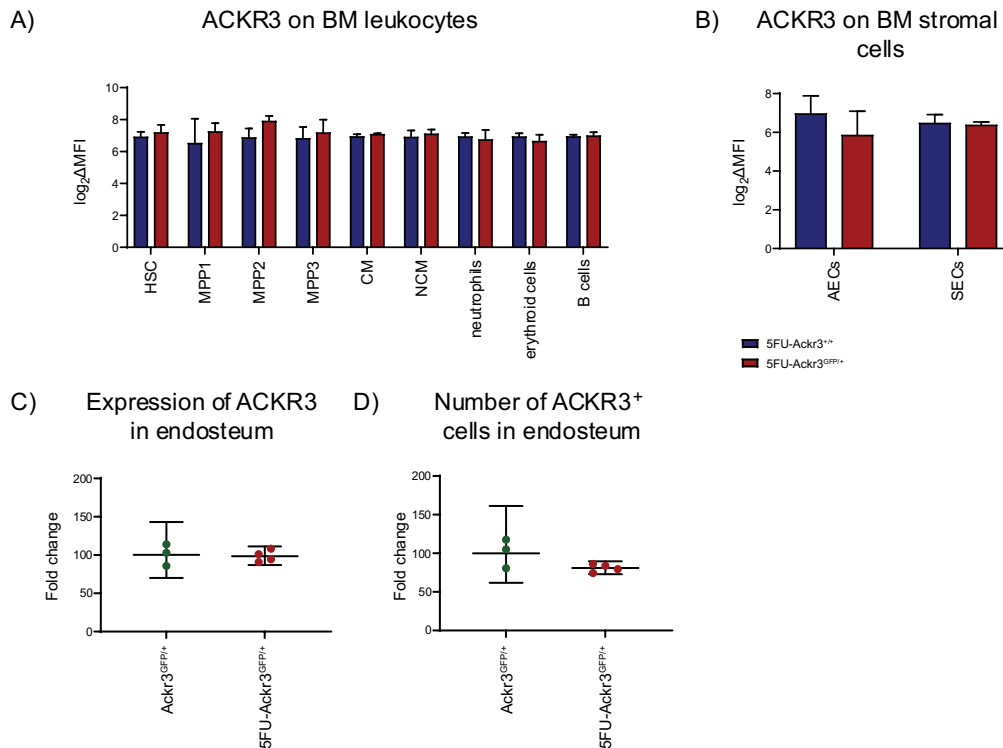 A) ACKR3 on BM leukocytes
log₂ΔMFI
10
8
6
4
2
0
HSC
MPP1
MPP2
MPP3
CM
NCM
neutrophils
erythroid cells
B cells
B) ACKR3 on BM stromal
cells
log₂ΔMFI
8
6
4
2
0
AECs
SECs
5FU-Ackr3⁺/⁺
5FU-Ackr3ᴳᶠᴾ/⁺
C) Expression of ACKR3
in endosteum
Fold change
200
150
100
50
0
Ackr3ᴳᶠᴾ/⁺
5FU-Ackr3ᴳᶠᴾ/⁺
D) Number of ACKR3⁺
cells in endosteum
Fold change
200
150
100
50
0
Ackr3ᴳᶠᴾ/⁺
5FU-Ackr3ᴳᶠᴾ/⁺